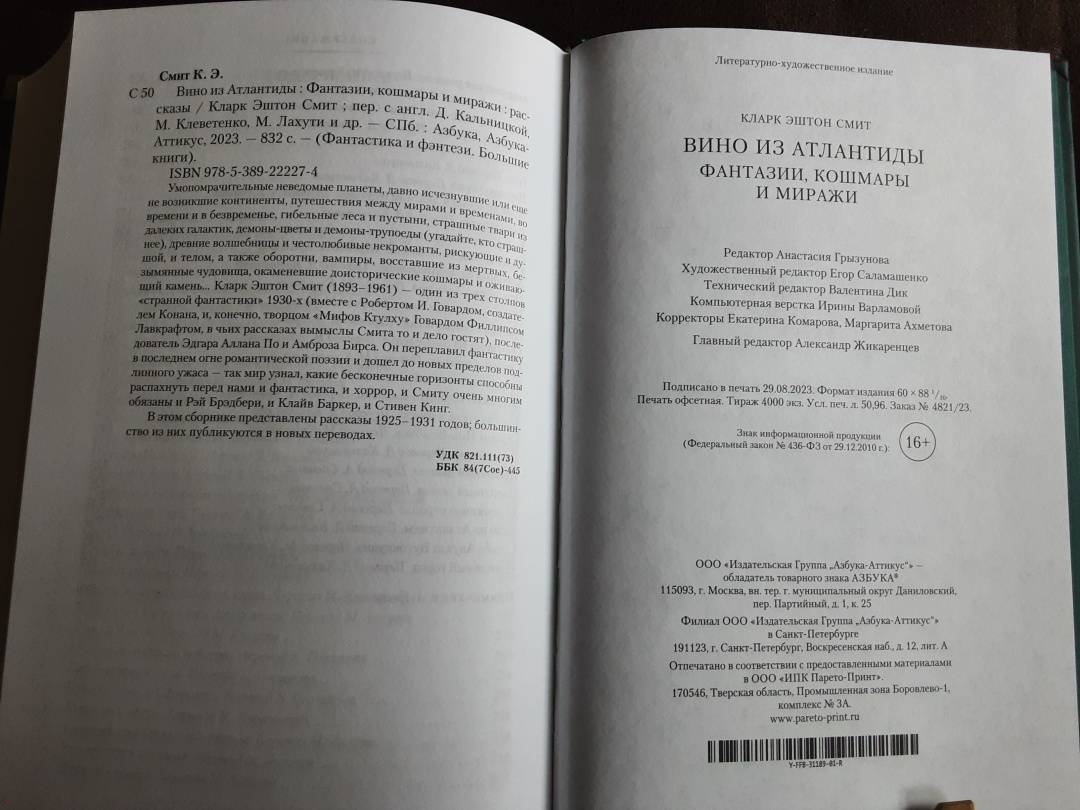 Смит К. Э.
С 50 Вино из Атлантиды : Фантазии, кошмары и миражи : рас-
сказы / Кларк Эштон Смит ; пер. с англ. Д. Кальницкой,
М. Клеветенко, М. Лахути и др. — СПб. : Азбука, Азбука-
Аттикус, 2023. — 832 с. — (Фантастика и фэнтези. Большие
книги).
ISBN 978-5-389-22227-4
Умопомрачительные неведомые планеты, давно исчезнувшие или еще
не возникшие континенты, путешествия между мирами и временами, во
времени и в безвременье, гибельные леса и пустыни, страшные твари из
далеких галактик, демоны-цветы и демоны-трупоеды (угадайте, кто страш-
нее), древние волшебницы и честолюбивые некроманты, рискующие и ду-
шой, и телом, а также оборотни, вампиры, восставшие из мертвых, бе-
зымянные чудовища, окаменевшие доисторические кошмары и оживаю-
щий камень... Кларк Эштон Смит (1893–1961) — один из трех столпов
«странной фантастики» 1930-х (вместе с Робертом И. Говардом, создате-
лем Конана, и, конечно, творцом «Мифов Ктулху» Говардом Филлипсом
Лавкрафтом, в чьих рассказах вымыслы Смита то и дело гостят), после-
дователь Эдгара Аллана По и Амброза Бирса. Он переплавил фантастику
в последнем огне романтической поэзии и дошел до новых пределов под-
линного ужаса — так мир узнал, какие бесконечные горизонты способны
распахнуть перед нами и фантастика, и хоррор, и Смиту очень многим
обязаны и Рэй Брэдбери, и Клайв Баркер, и Стивен Кинг.
В этом сборнике представлены рассказы 1925–1931 годов; большин-
ство из них публикуются в новых переводах.
УДК 821.111(73)
ББК 84(7Сое)-445
Литературно-художественное издание
КЛАРК ЭШТОН СМИТ
ВИНО ИЗ АТЛАНТИДЫ
ФАНТАЗИИ, КОШМАРЫ
И МИРАЖИ
Редактор Анастасия Грызунова
Художественный редактор Егор Саламашенко
Технический редактор Валентина Дик
Компьютерная верстка Ирины Варламовой
Корректоры Екатерина Комарова, Маргарита Ахметова
Главный редактор Александр Жикаренцев
Подписано в печать 29.08.2023. Формат издания 60 × 88 1/16.
Печать офсетная. Тираж 4000 экз. Усл. печ. л. 50,96. Заказ № 4821/23.
Знак информационной продукции
(Федеральный закон № 436-ФЗ от 29.12.2010 г.):
16+
ООО «Издательская Группа „Азбука-Аттикус“» —
обладатель товарного знака АЗБУКА®
115093, г. Москва, вн. тер. г. муниципальный округ Даниловский,
пер. Партийный, д. 1, к. 25
Филиал ООО «Издательская Группа „Азбука-Аттикус“»
в Санкт-Петербурге
191123, г. Санкт-Петербург, Воскресенская наб., д. 12, лит. А
Отпечатано в соответствии с предоставленными материалами
в ООО «ИПК Парето-Принт».
170546, Тверская область, Промышленная зона Боровлево-1,
комплекс № 3А.
www.pareto-print.ru
Y-FFB-31189-01-R